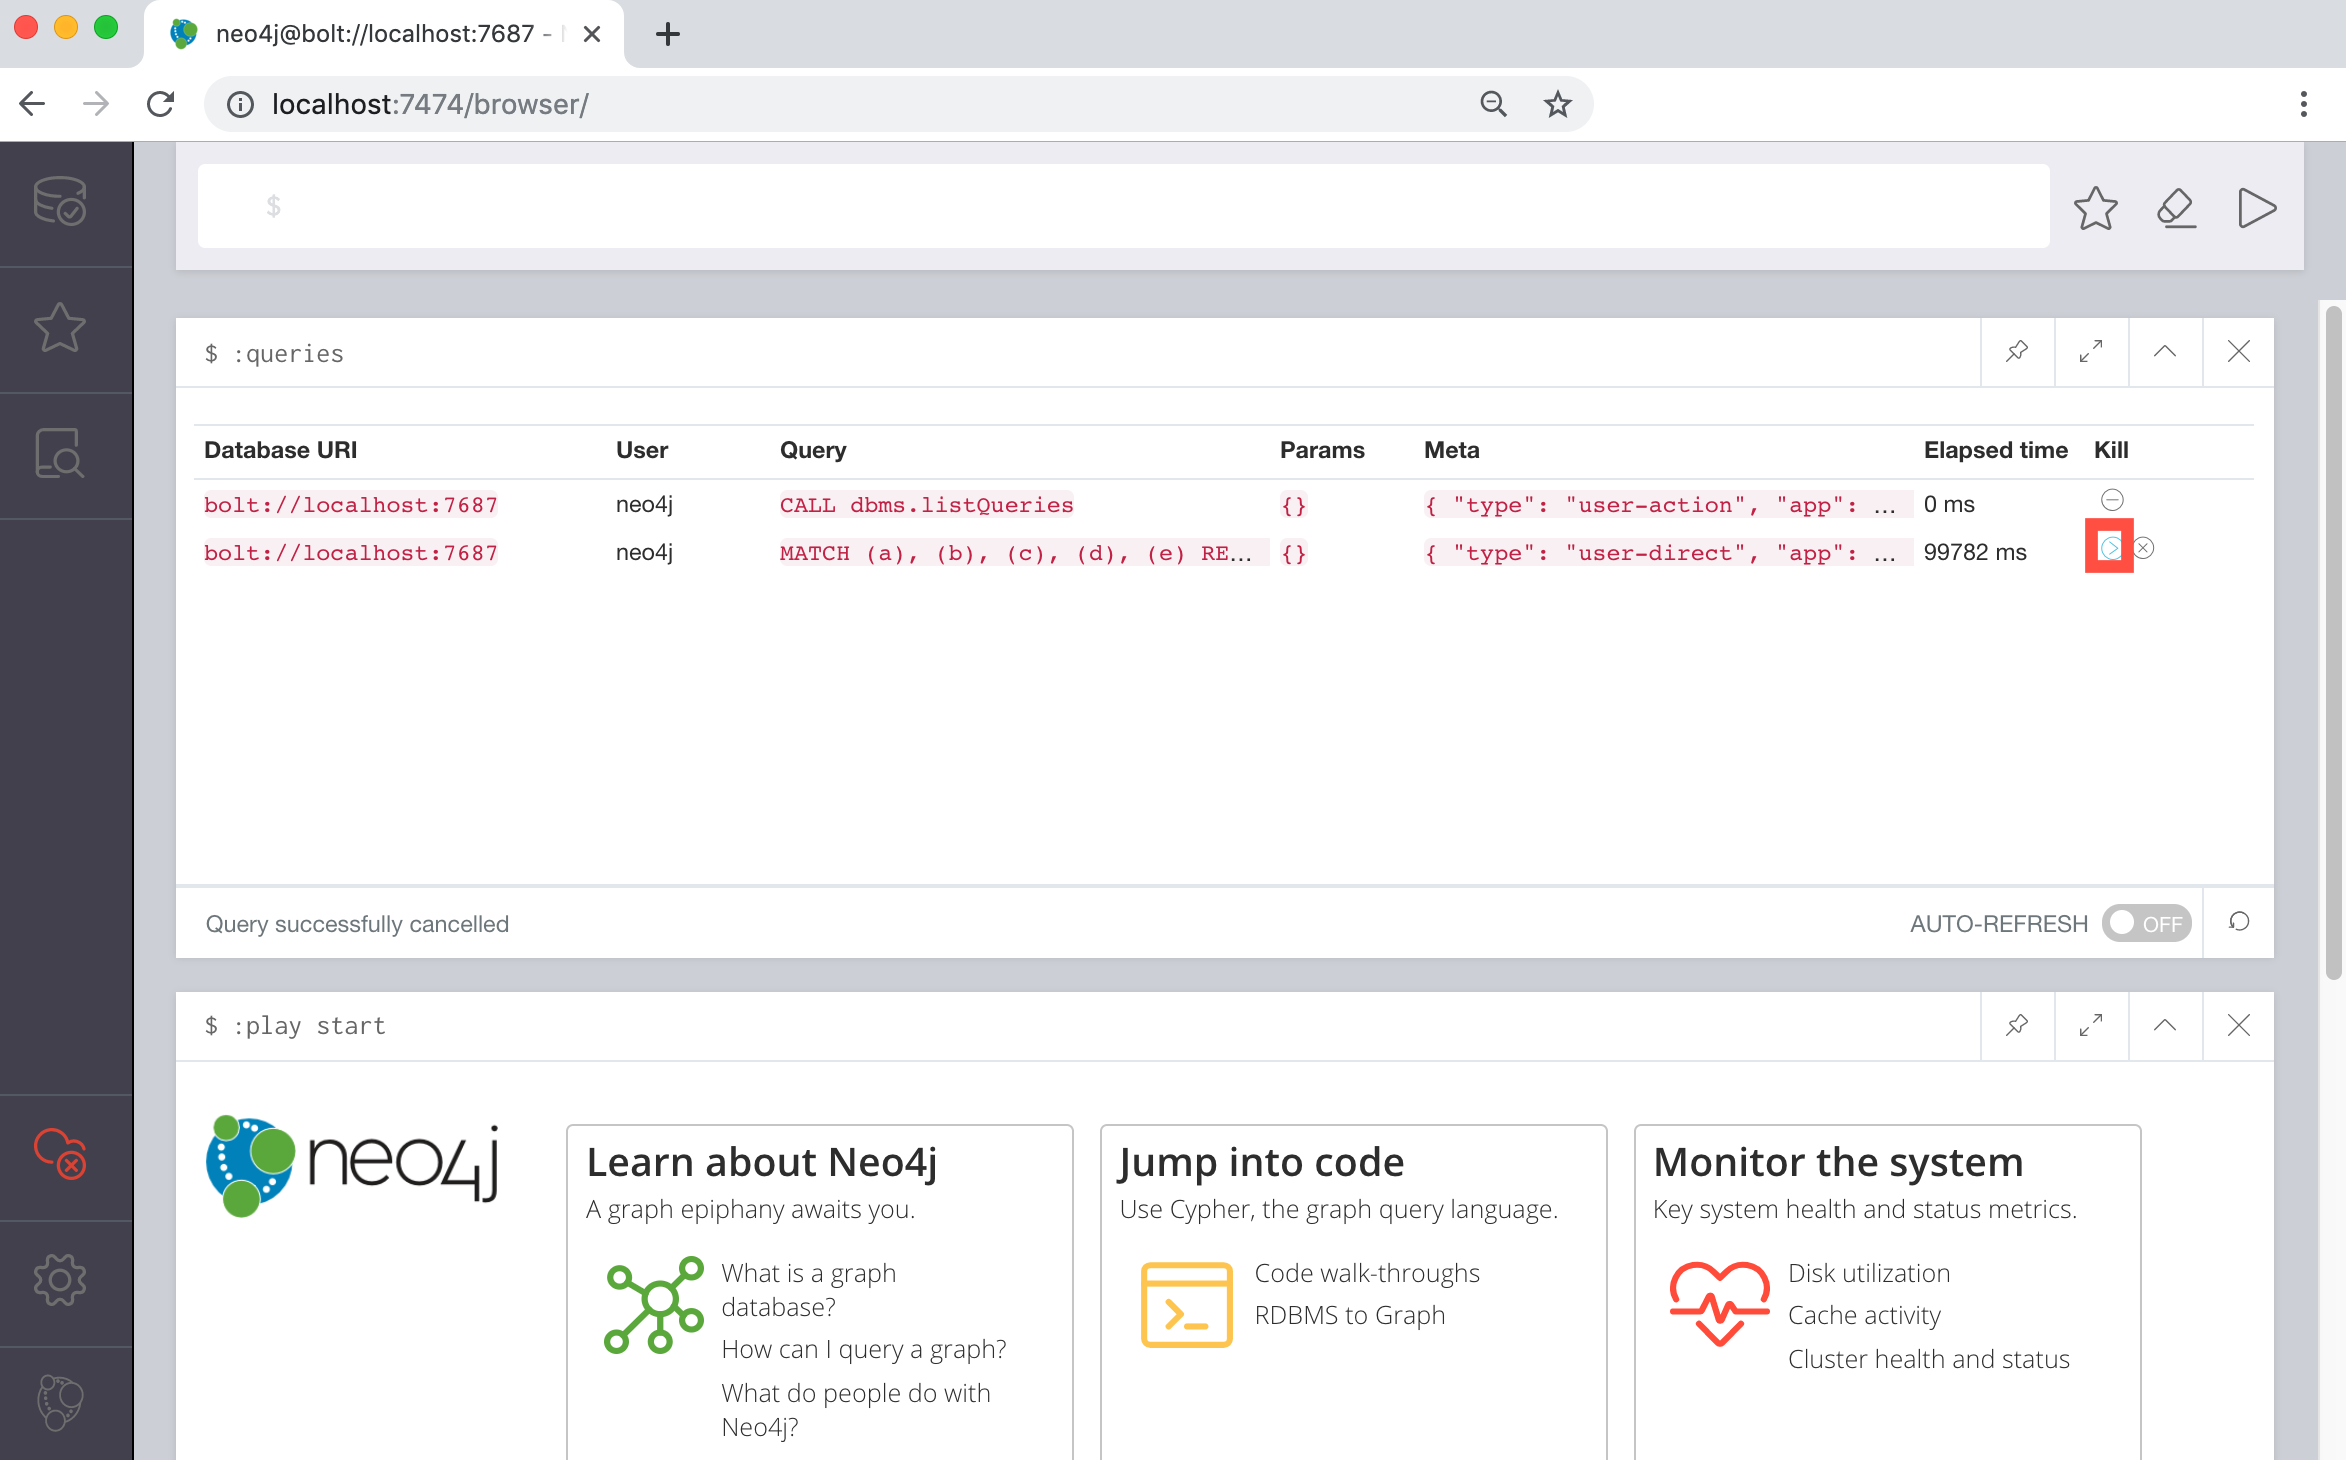 neo4j@bolt://localhost:7687 -
localhost:7474/browser/
$
$ :queries
Database URI User Query Params Meta Elapsed time Kill
bolt://localhost:7687 neo4j CALL dbms.listQueries {} { "type": "user-action", "app": ... 0 ms
bolt://localhost:7687 neo4j MATCH (a), (b), (c), (d), (e) RE... {} { "type": "user-direct", "app": ... 99782 ms
Query successfully cancelled AUTO-REFRESH OFF
$ :play start
neo4j
Learn about Neo4j
A graph epiphany awaits you.
What is a graph
database?
How can I query a graph?
What do people do with
Neo4j?
Jump into code
Use Cypher, the graph query language.
Code walk-throughs
RDBMS to Graph
Monitor the system
Key system health and status metrics.
Disk utilization
Cache activity
Cluster health and status